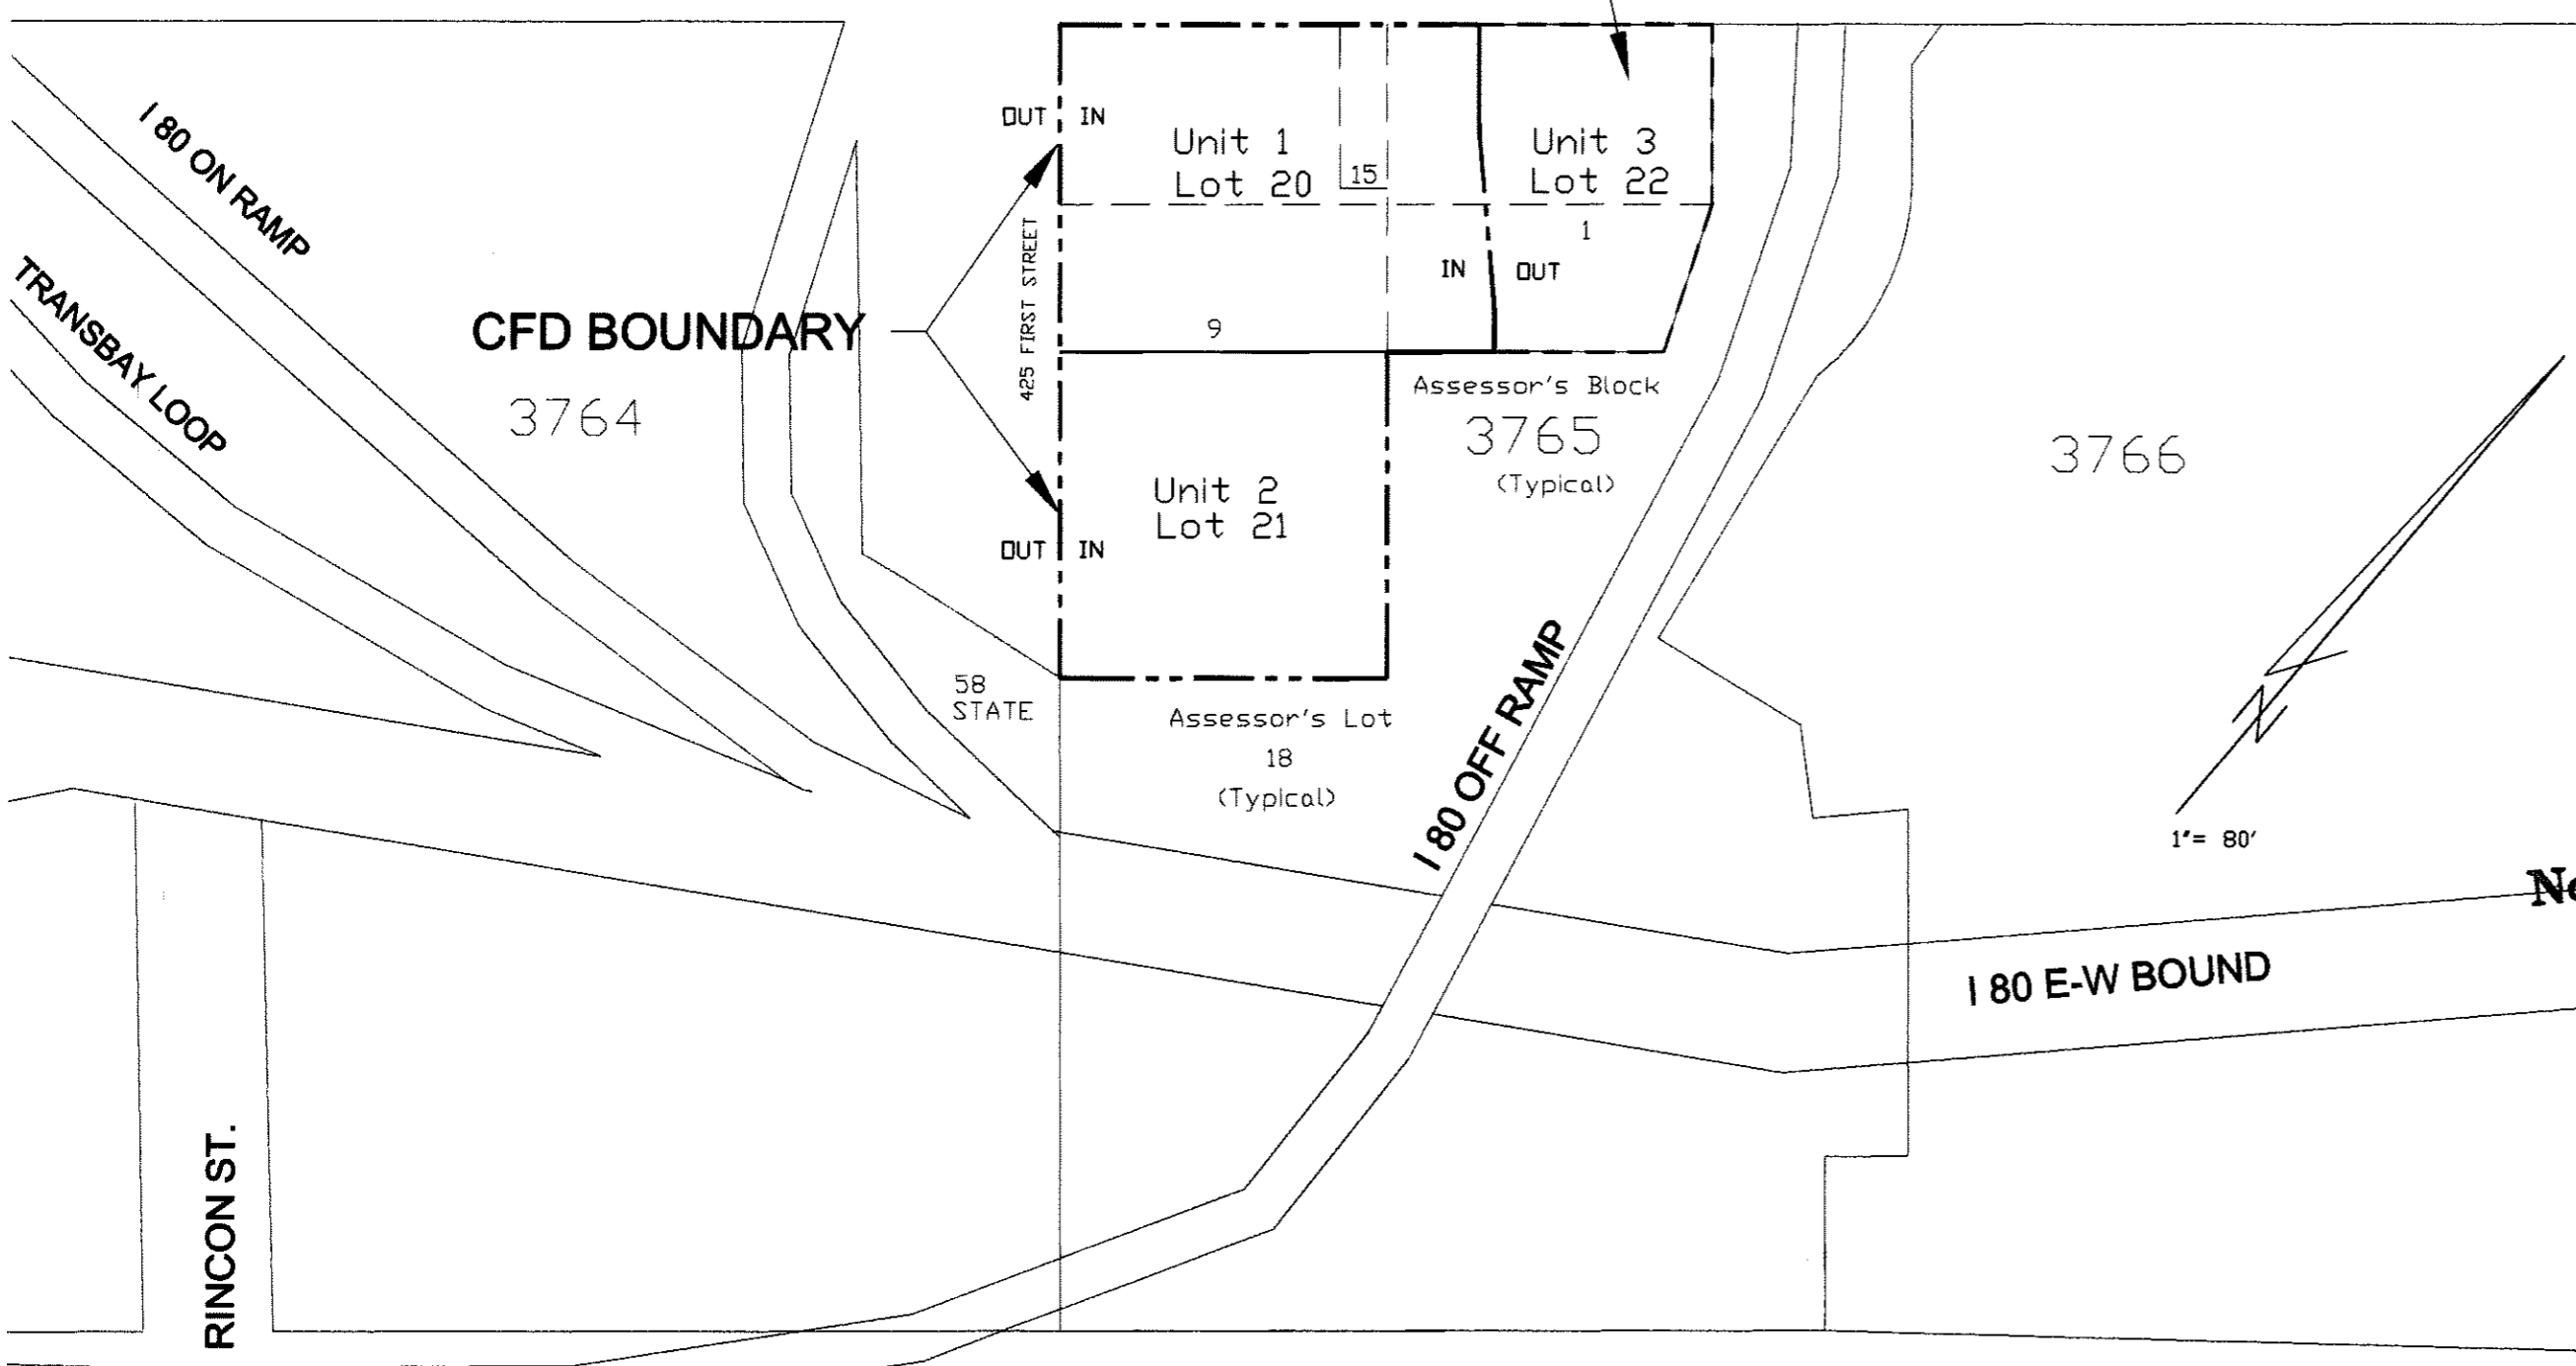 I 80 ON RAMP
TRANSBAY LOOP
CFD BOUNDARY
3764
OUT IN
425 FIRST STREET
Unit 1
Lot 20
15
Unit 3
Lot 22
1
IN OUT
9
Assessor's Block
3765
(Typical)
3766
Unit 2
Lot 21
OUT IN
58
STATE
Assessor's Lot
18
(Typical)
I 80 OFF RAMP
N
1"= 80'
I 80 E-W BOUND
RINCON ST.